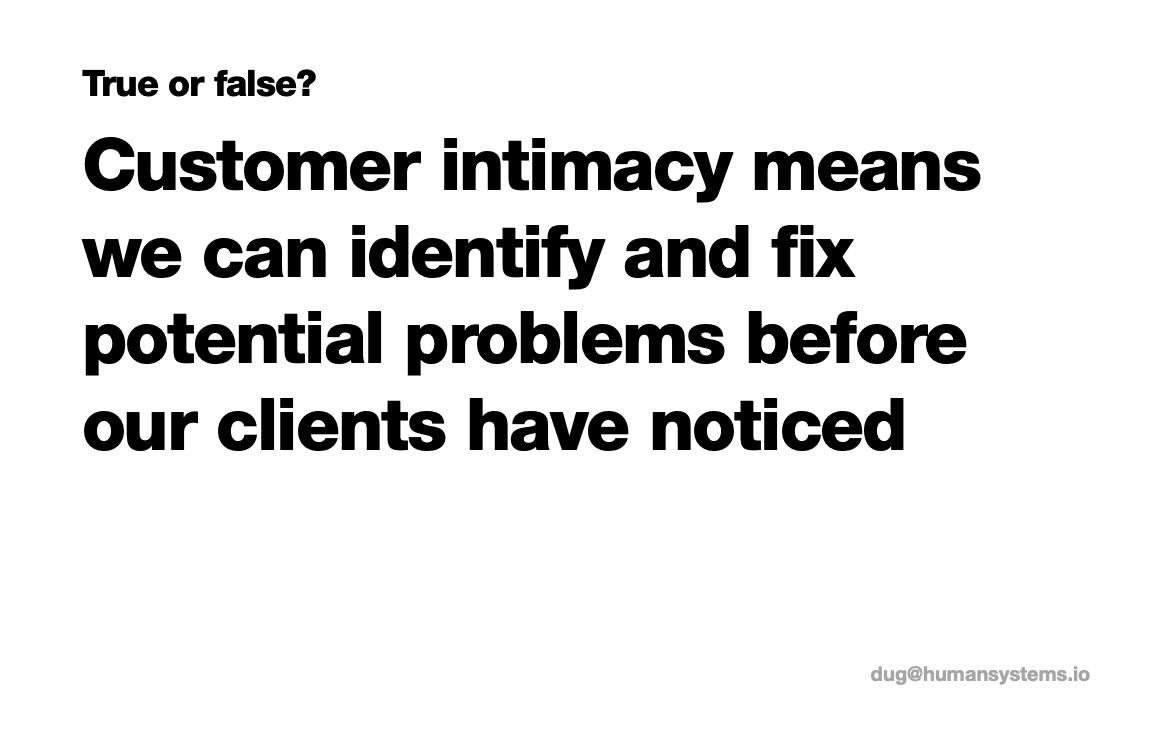 True or false?
Customer intimacy means
we can identify and fix
potential problems before
our clients have noticed
dug@humansystems.io